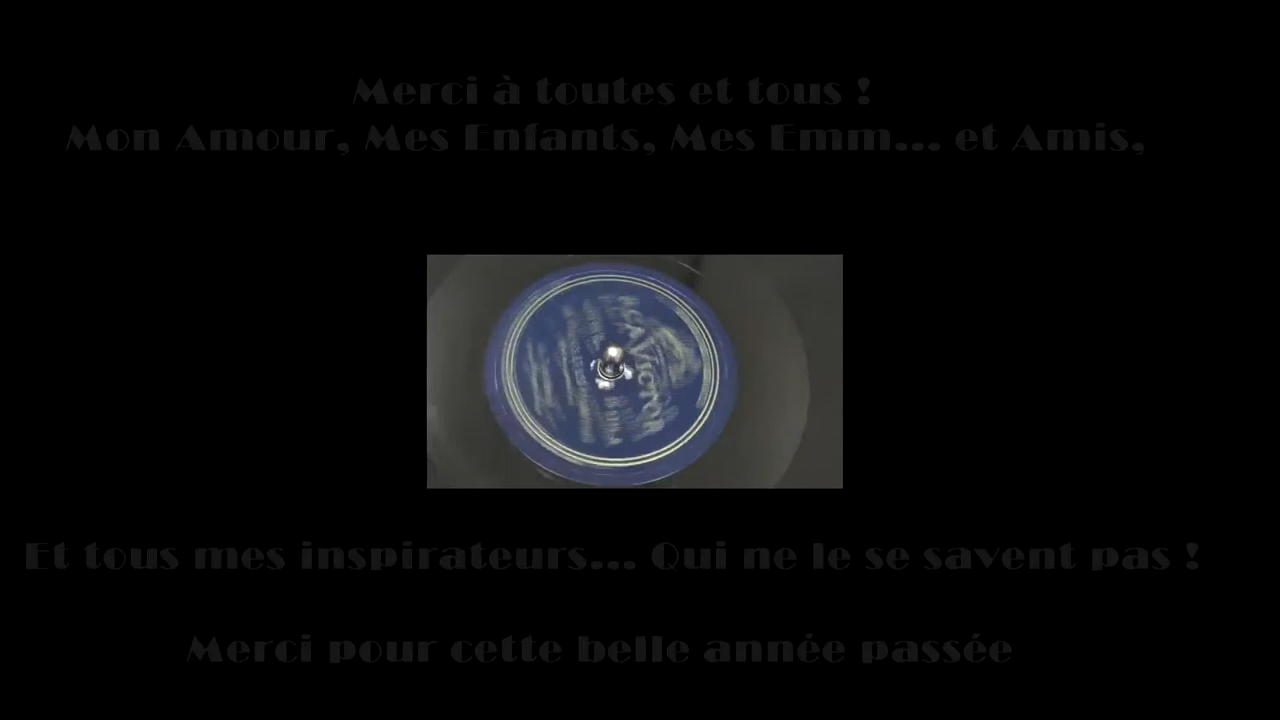 Merci à toutes et tous !
Mon Amour, Mes Enfants, Mes Emm... et Amis,
Victor
Et tous mes inspirateurs... Qui ne le se savent pas !
Merci pour cette belle année passée